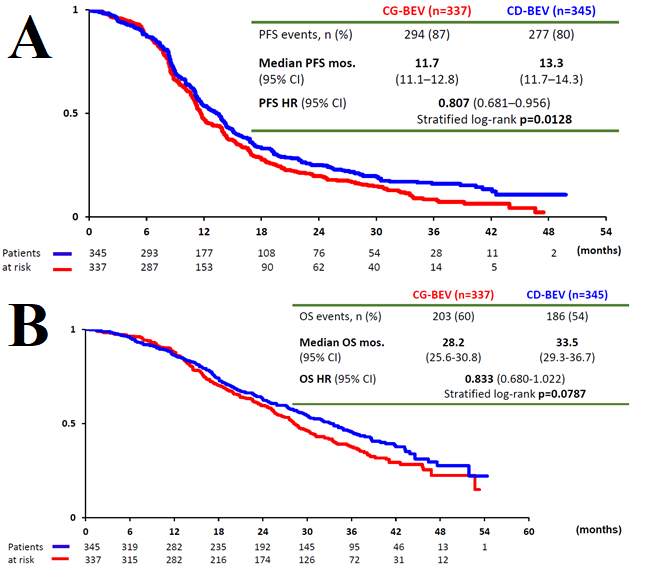 A
CG-BEV (n=337) CD-BEV (n=345)
PFS events, n (%) 294 (87) 277 (80)
Median PFS mos. 11.7 13.3
(95% CI) (11.1–12.8) (11.7–14.3)
PFS HR (95% CI) 0.807 (0.681–0.956)
Stratified log-rank p=0.0128
1
0.5
0
0 6 12 18 24 30 36 42 48 54
(months)
Patients 345 293 177 108 76 54 28 11 2
at risk 337 287 153 90 62 40 14 5
B
CG-BEV (n=337) CD-BEV (n=345)
OS events, n (%) 203 (60) 186 (54)
Median OS mos. 28.2 33.5
(95% CI) (25.6-30.8) (29.3-36.7)
OS HR (95% CI) 0.833 (0.680-1.022)
Stratified log-rank p=0.0787
1
0.5
0
0 6 12 18 24 30 36 42 48 54 60
(months)
Patients 345 319 282 235 192 145 95 46 13 1
at risk 337 315 282 216 174 126 72 31 12